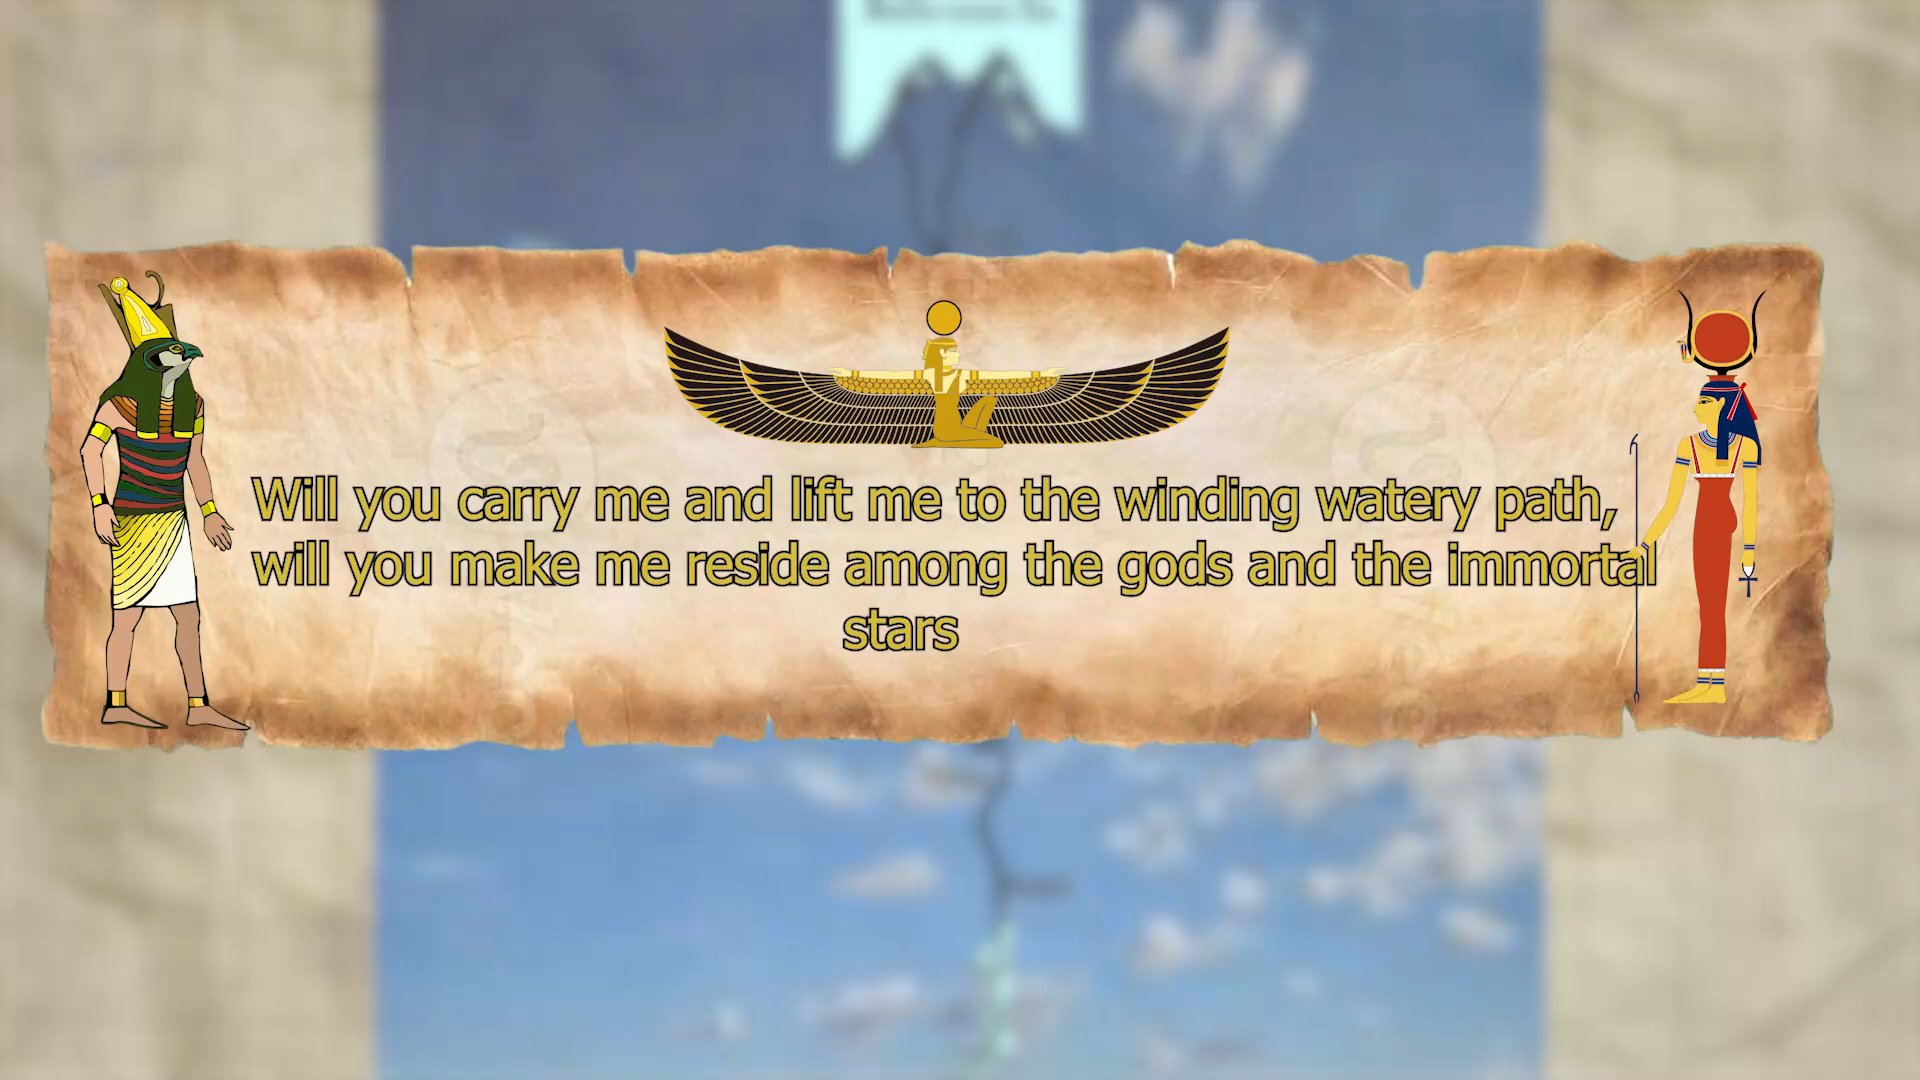 Will you carry me and lift me to the winding watery path,
will you make me reside among the gods and the immortal
stars